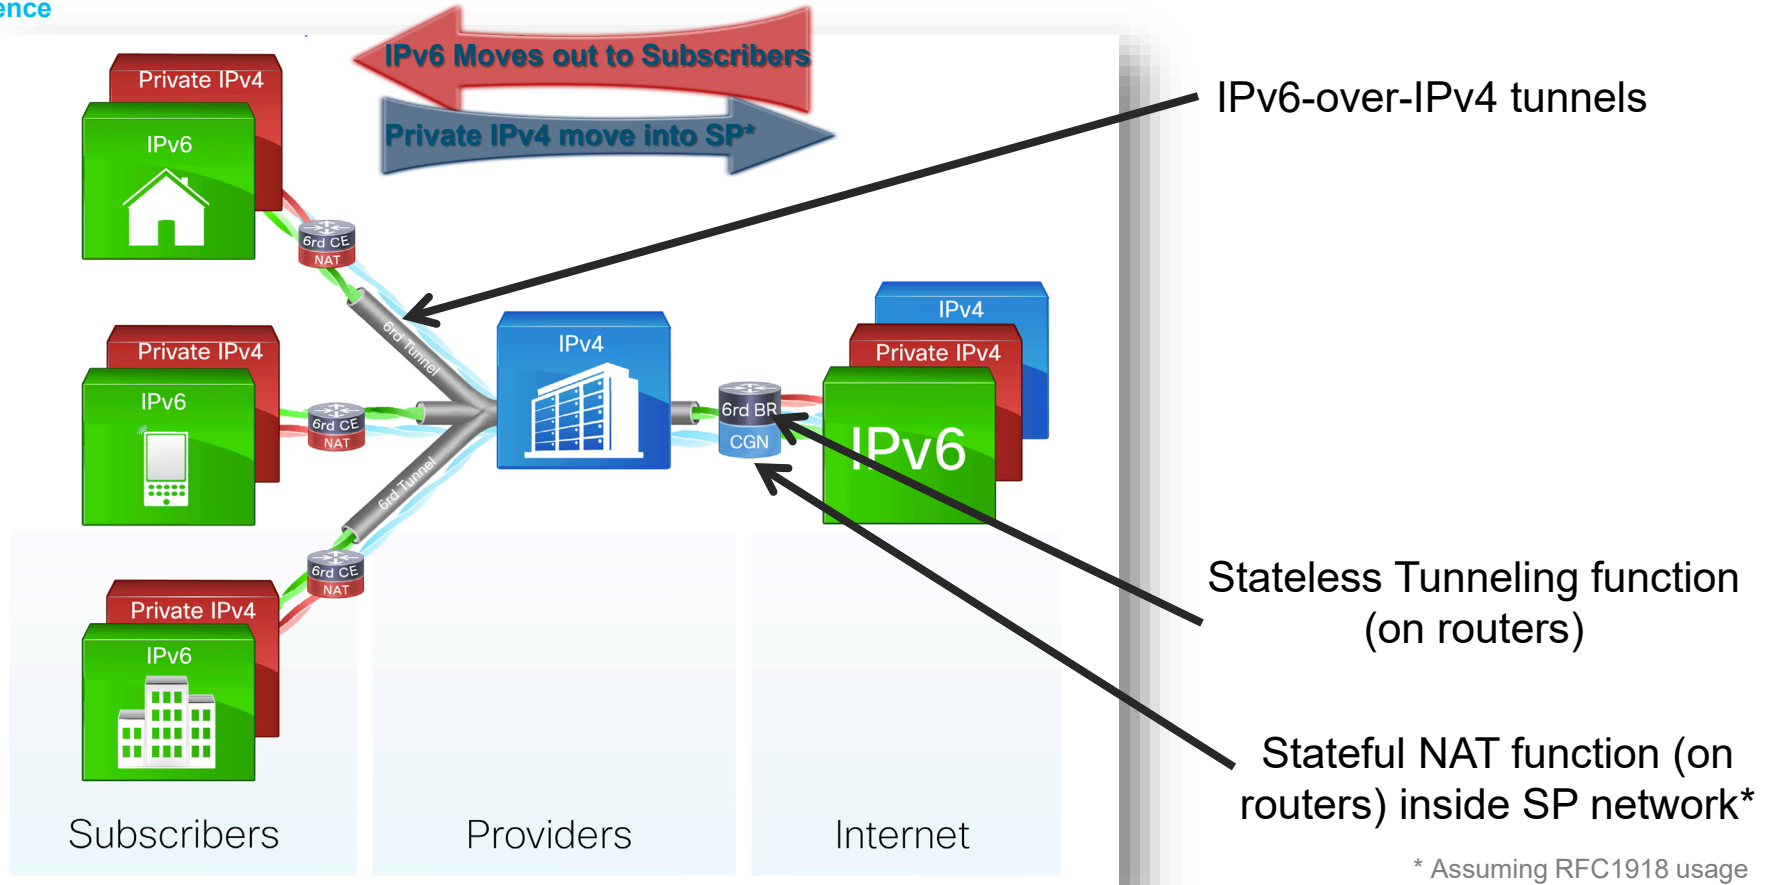 ence
IPv6 Moves out to Subscribers
Private IPv4 move into SP*
IPv6-over-IPv4 tunnels
Private IPv4
IPv6
6rd CE
NAT
6rd Tunnel
Private IPv4
IPv6
6rd CE
NAT
IPv4
6rd BR
CGN
IPv4
Private IPv4
IPv6
6rd Tunnel
6rd CE
NAT
Private IPv4
IPv6
Stateless Tunneling function
(on routers)
Stateful NAT function (on
routers) inside SP network*
Subscribers
Providers
Internet
* Assuming RFC1918 usage